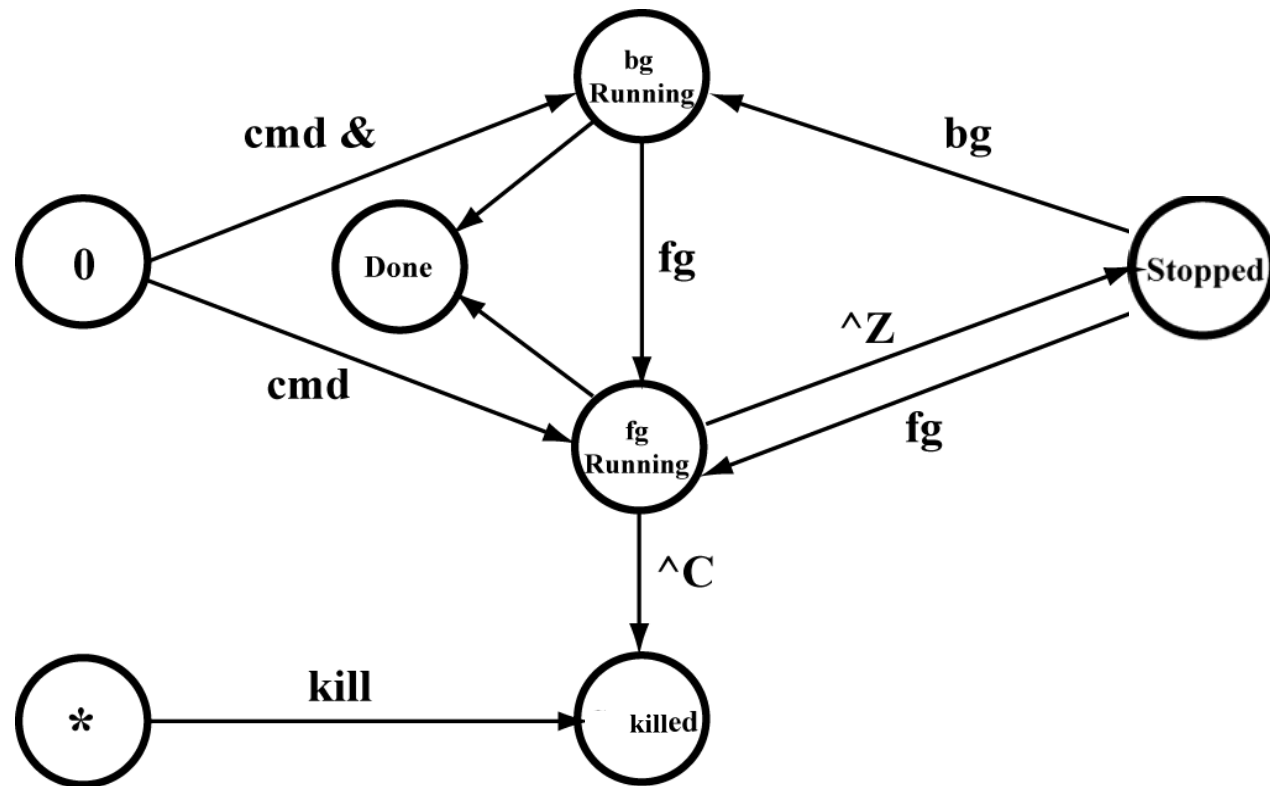 bg
Running
cmd &
bg
0
Done
fg
Stopped
^Z
cmd
fg
fg
Running
^C
kill
*
killed